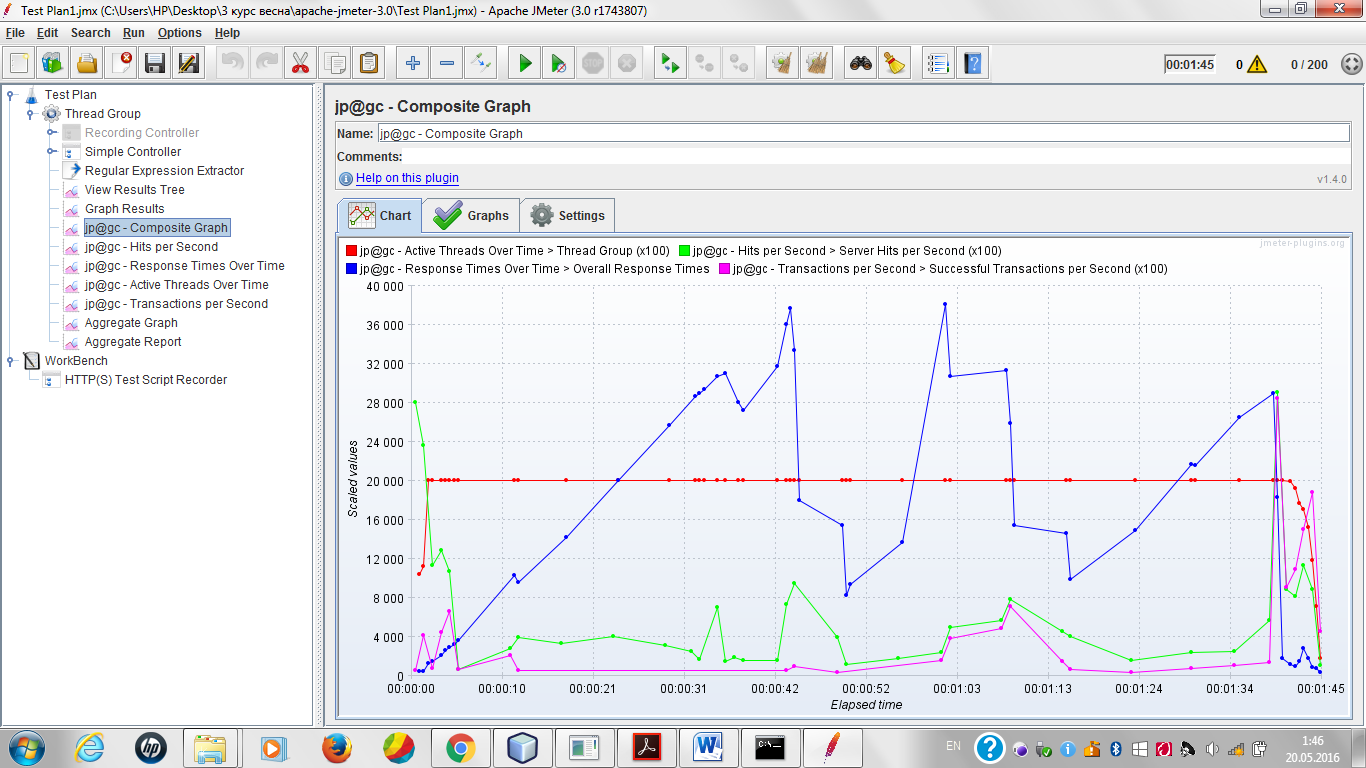 Test Plan1.jmx (C:\Users\HP\Desktop\3 курс весна\apache-jmeter-3.0\Test Plan1.jmx) - Apache JMeter (3.0 r1743807)
File Edit Search Run Options Help
00:01:45 0 0 / 200
Test Plan
Thread Group
Recording Controller
Simple Controller
Regular Expression Extractor
View Results Tree
Graph Results
jp@gc - Composite Graph
jp@gc - Hits per Second
jp@gc - Response Times Over Time
jp@gc - Active Threads Over Time
jp@gc - Transactions per Second
Aggregate Graph
Aggregate Report
WorkBench
HTTP(S) Test Script Recorder
jp@gc - Composite Graph
Name: jp@gc - Composite Graph
Comments:
Help on this plugin v1.4.0
Chart Graphs Settings
jmeter-plugins.org
jp@gc - Active Threads Over Time > Thread Group (x100) jp@gc - Hits per Second > Server Hits per Second (x100)
jp@gc - Response Times Over Time > Overall Response Times jp@gc - Transactions per Second > Successful Transactions per Second (x100)
40 000
36 000
32 000
28 000
24 000
20 000
16 000
12 000
8 000
4 000
0
Scaled values
00:00:00 00:00:10 00:00:21 00:00:31 00:00:42 00:00:52 00:01:03 00:01:13 00:01:24 00:01:34 00:01:45
Elapsed time
EN
1:46
20.05.2016